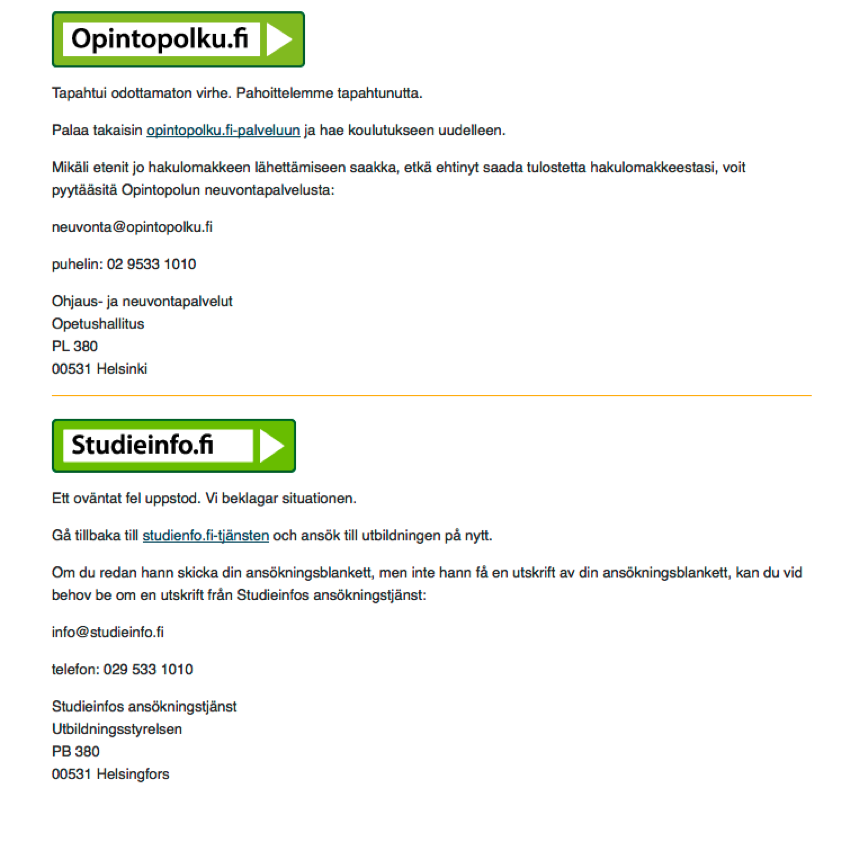 Opintopolku.fi
Tapahtui odottamaton virhe. Pahoittelemme tapahtunutta.
Palaa takaisin opintopolku.fi-palveluun ja hae koulutukseen uudelleen.
Mikäli etenit jo hakulomakkeen lähettämiseen saakka, etkä ehtinyt saada tulostetta hakulomakkeestasi, voit
pyytääsitä Opintopolun neuvontapalvelusta:
neuvonta@opintopolku.fi
puhelin: 02 9533 1010
Ohjaus- ja neuvontapalvelut
Opetushallitus
PL 380
00531 Helsinki
Studieinfo.fi
Ett oväntat fel uppstod. Vi beklagar situationen.
Gå tillbaka till studienfo.fi-tjänsten och ansök till utbildningen på nytt.
Om du redan hann skicka din ansökningsblankett, men inte hann få en utskrift av din ansökningsblankett, kan du vid
behov be om en utskrift från Studieinfos ansökningstjänst:
info@studieinfo.fi
telefon: 029 533 1010
Studieinfos ansökningstjänst
Utbildningsstyrelsen
PB 380
00531 Helsingfors